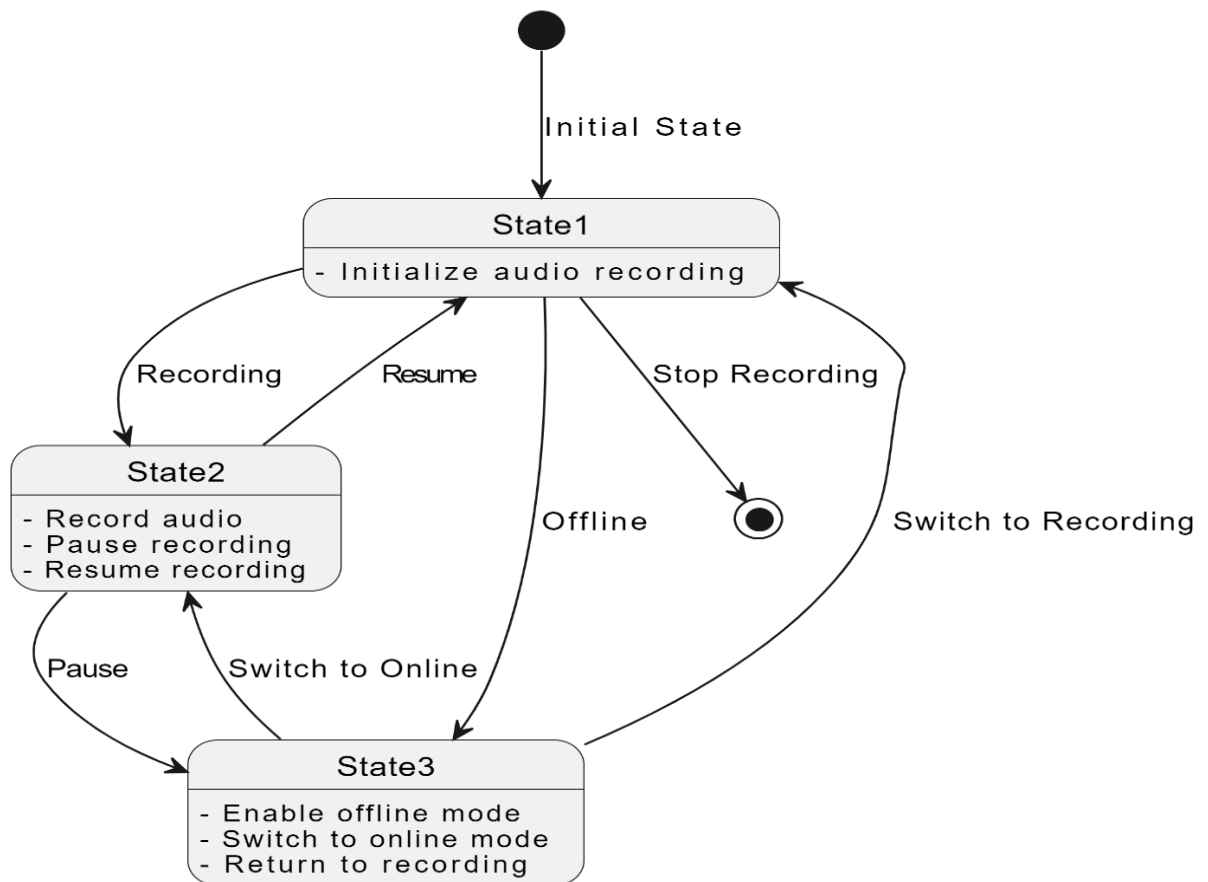 Initial State
State1
- Initialize audio recording
Recording
Resume
Stop Recording
State2
- Record audio
- Pause recording
- Resume recording
Offline
Switch to Recording
Pause
Switch to Online
State3
- Enable offline mode
- Switch to online mode
- Return to recording